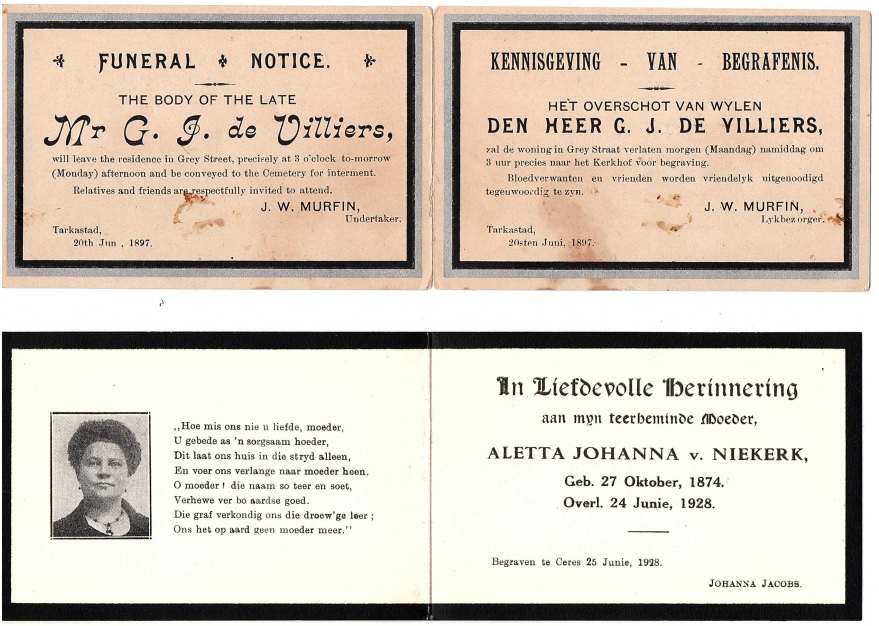 FUNERAL NOTICE.
THE BODY OF THE LATE
Mr G. J. de Villiers,
will leave the residence in Grey Street, precisely at 3 o'clock to-morrow
(Monday) afternoon and be conveyed to the Cemetery for interment.
Relatives and friends are respectfully invited to attend.
J. W. MURFIN,
Undertaker.
Tarkastad,
20th Jun , 1897.
KENNISGEVING - VAN - BEGRAFENIS.
HET OVERSCHOT VAN WYLEN
DEN HEER G. J. DE VILLIERS,
zal de woning in Grey Straat verlaten morgen (Maandag) namiddag om
3 uur precies naar het Kerkhof voor begraving.
Bloedverwanten en vrienden worden vriendelyk uitgenoodigd
tegenwoordig te zyn.
J. W. MURFIN,
Lykbezorger.
Tarkastad,
20sten Juni, 1897.
„Hoe mis ons nie u liefde, moeder,
U gebede as 'n sorgsaam hoeder,
Dit laat ons huis in die stryd alleen,
En voer ons verlange naar moeder heen.
O moeder! die naam so teer en soet,
Verhewe ver bo aardse goed.
Die graf verkondig ons die droew'ge leer ;
Ons het op aard geen moeder meer."
In Liefdevolle Herinnering
aan myn teerbeminde Moeder,
ALETTA JOHANNA v. NIEKERK,
Geb. 27 Oktober, 1874.
Overl. 24 Junie, 1928.
Begraven te Ceres 25 Junie, 1928.
JOHANNA JACOBS.